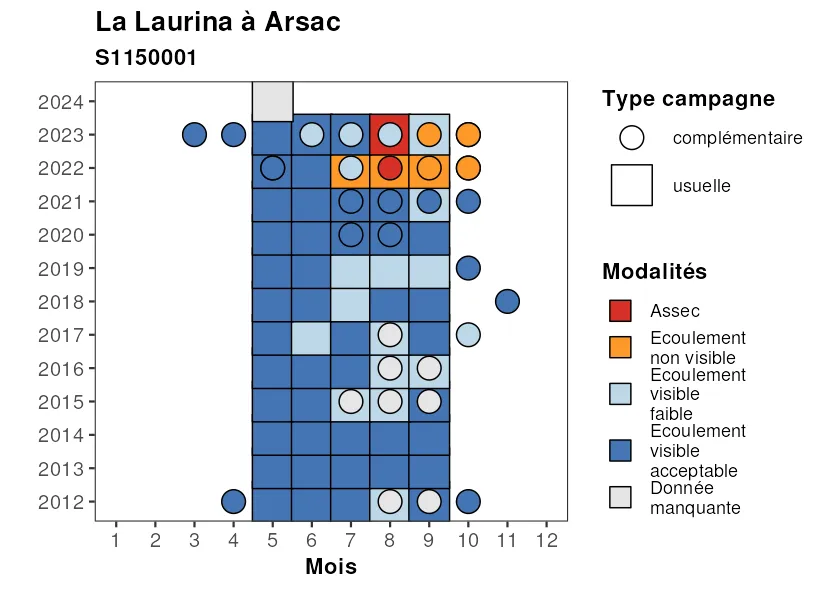 La Laurina à Arsac
S1150001
2024
2023
2022
2021
2020
2019
2018
2017
2016
2015
2014
2013
2012
1 2 3 4 5 6 7 8 9 10 11 12
Mois
Type campagne
complémentaire
usuelle
Modalités
Assec
Ecoulement
non visible
Ecoulement
visible
faible
Ecoulement
visible
acceptable
Donnée
manquante